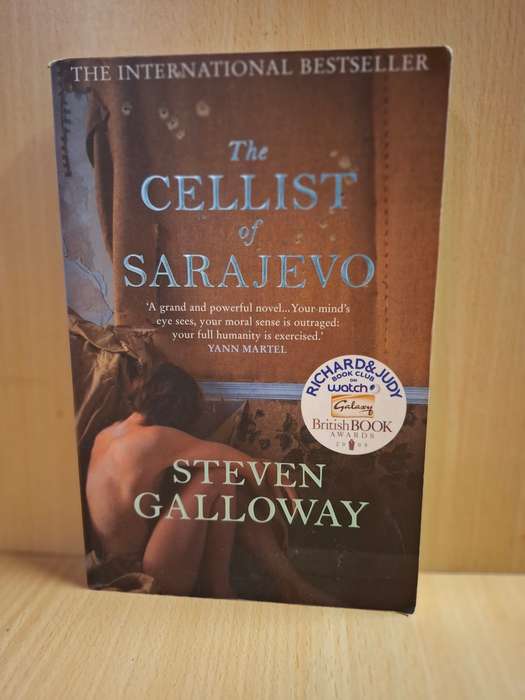 THE INTERNATIONAL BESTSELLER
The
CELLIST
of
SARAJEVO
‘A grand and powerful novel...Your mind’s
eye sees, your moral sense is outraged:
your full humanity is exercised.’
YANN MARTEL
RICHARD&JUDY
BOOK CLUB
ON
watch
Galaxy
British BOOK
AWARDS
2009
STEVEN
GALLOWAY